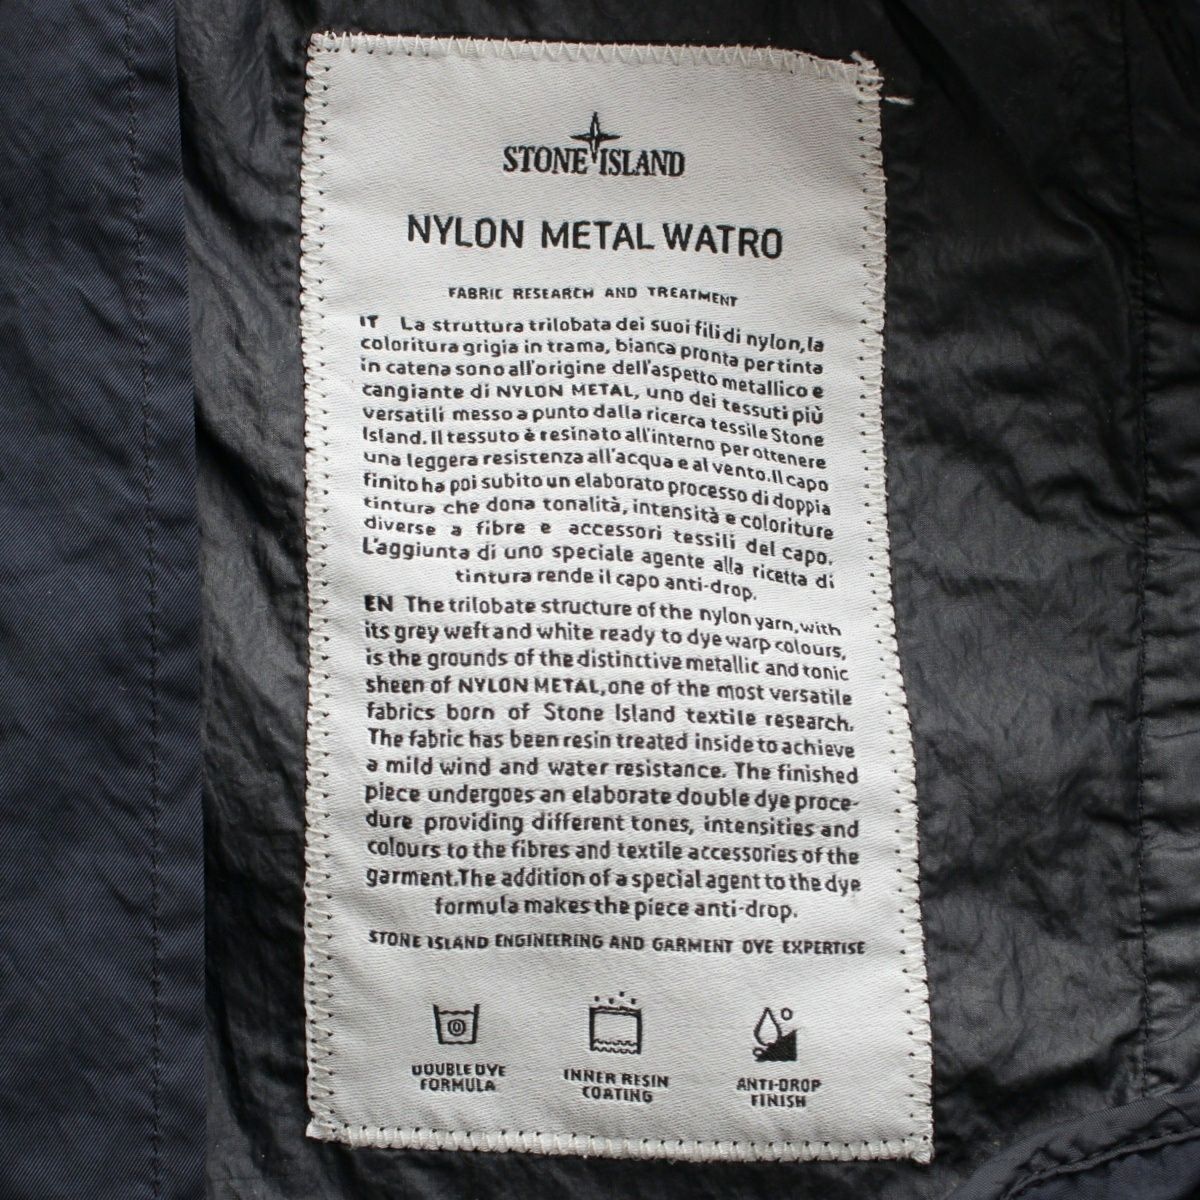 STONE ISLAND
NYLON METAL WATRO
FABRIC RESEARCH AND TREATMENT
IT La struttura trilobata dei suoi fili di nylon, la
coloritura grigia in trama, bianca pronta per tinta
in catena sono all'origine dell'aspetto metallico e
cangiante di NYLON METAL, uno dei tessuti più
versatili messo a punto dalla ricerca tessile Stone
Island. Il tessuto è resinato all'interno per ottenere
una leggera resistenza all'acqua e al vento. Il capo
finito ha poi subito un elaborato processo di doppia
tintura che dona tonalità, intensità e coloriture
diverse a fibre e accessori tessili del capo.
L'aggiunta di uno speciale agente alla ricetta di
tintura rende il capo anti-drop.
EN The trilobate structure of the nylon yarn, with
its grey weft and white ready to dye warp colours,
is the grounds of the distinctive metallic and tonic
sheen of NYLON METAL, one of the most versatile
fabrics born of Stone Island textile research.
The fabric has been resin treated inside to achieve
a mild wind and water resistance. The finished
piece undergoes an elaborate double dye proce-
dure providing different tones, intensities and
colours to the fibres and textile accessories of the
garment. The addition of a special agent to the dye
formula makes the piece anti-drop.
STONE ISLAND ENGINEERING AND GARMENT DYE EXPERTISE
DOUBLE DYE
FORMULA
INNER RESIN
COATING
ANTI-DROP
FINISH